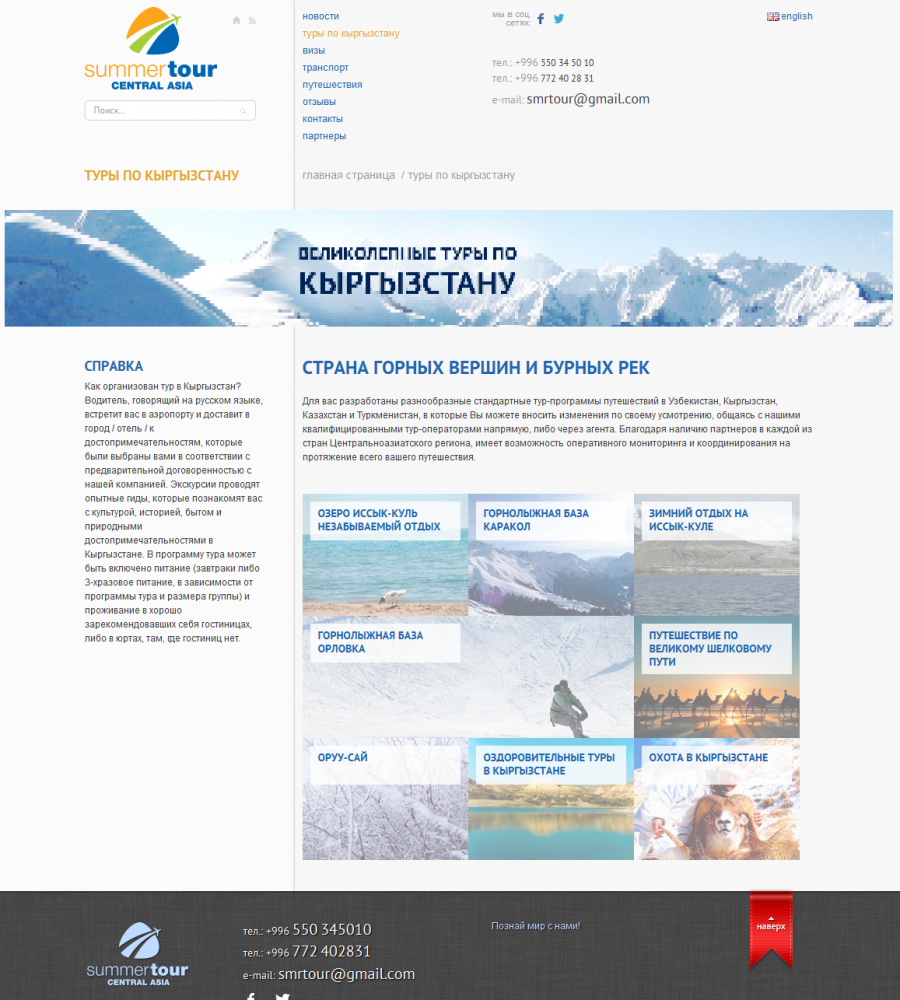 summertour
CENTRAL ASIA
Поиск...
новости
туры по кыргызстану
визы
транспорт
путешествия
отзывы
контакты
партнеры
мы в соц.
сетях:
тел.: +996 550 34 50 10
тел.: +996 772 40 28 31
e-mail: smrtour@gmail.com
english
ТУРЫ ПО КЫРГЫЗСТАНУ
главная страница / туры по кыргызстану
ВЕЛИКОЛЕПНЫЕ ТУРЫ ПО
КЫРГЫЗСТАНУ
СПРАВКА
Как организован тур в Кыргызстан?
Водитель, говорящий на русском языке,
встретит вас в аэропорту и доставит в
город / отель / к
достопримечательностям, которые
были выбраны вами в соответствии с
предварительной договоренностью с
нашей компанией. Экскурсии проводят
опытные гиды, которые познакомят вас
с культурой, историей, бытом и
природными
достопримечательностями в
Кыргызстане. В программу тура может
быть включено питание (завтраки либо
3-хразовое питание, в зависимости от
программы тура и размера группы) и
проживание в хорошо
зарекомендовавших себя гостиницах,
либо в юртах, там, где гостиниц нет.
СТРАНА ГОРНЫХ ВЕРШИН И БУРНЫХ РЕК
Для вас разработаны разнообразные стандартные тур-программы путешествий в Узбекистан, Кыргызстан,
Казахстан и Туркменистан, в которые Вы можете вносить изменения по своему усмотрению, общаясь с нашими
квалифицированными тур-операторами напрямую, либо через агента. Благодаря наличию партнеров в каждой из
стран Центральноазиатского региона, имеет возможность оперативного мониторинга и координирования на
протяжение всего вашего путешествия.
ОЗЕРО ИССЫК-КУЛЬ
НЕЗАБЫВАЕМЫЙ ОТДЫХ
ГОРНОЛЫЖНАЯ БАЗА
КАРАКОЛ
ЗИМНИЙ ОТДЫХ НА
ИССЫК-КУЛЕ
ГОРНОЛЫЖНАЯ БАЗА
ОРЛОВКА
ПУТЕШЕСТВИЕ ПО
ВЕЛИКОМУ ШЕЛКОВОМУ
ПУТИ
ОРУУ-САЙ
ОЗДОРОВИТЕЛЬНЫЕ ТУРЫ
В КЫРГЫЗСТАНЕ
ОХОТА В КЫРГЫЗСТАНЕ
summertour
CENTRAL ASIA
тел.: +996 550 345010
тел.: +996 772 402831
e-mail: smrtour@gmail.com
Познай мир с нами!
наверх